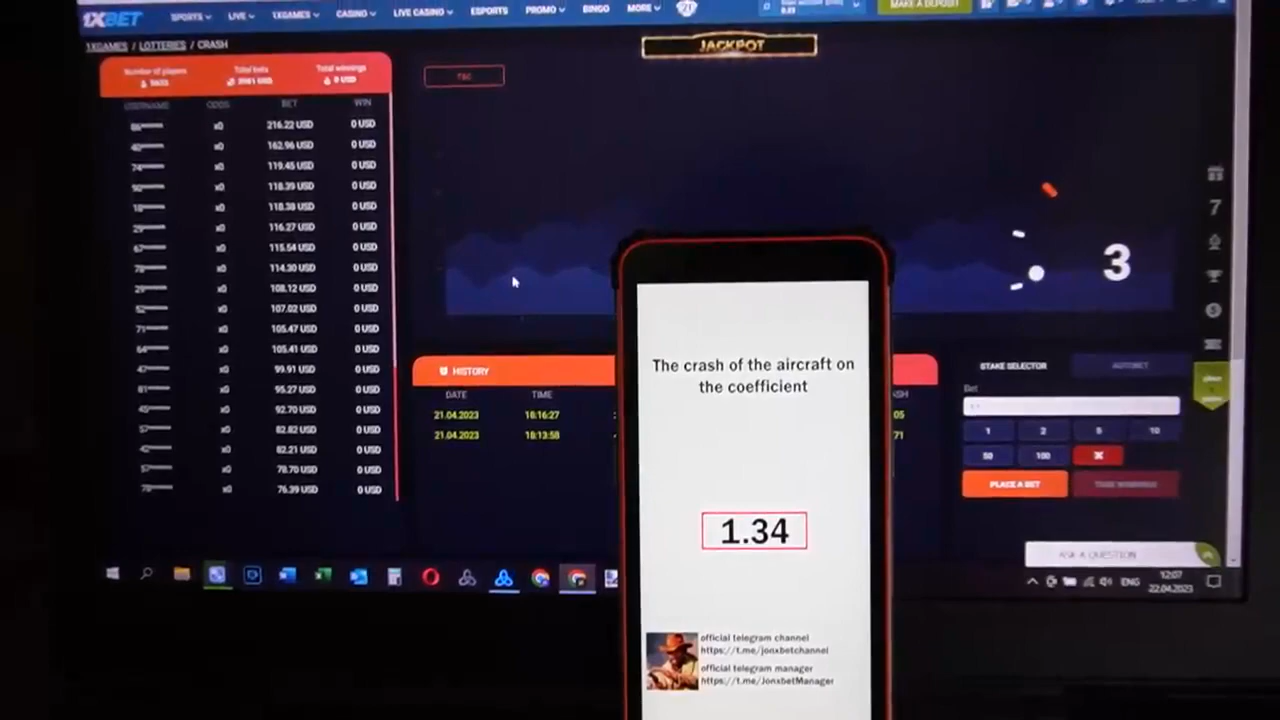 1XBET SPORTS LIVE 1XGAMES CASINO LIVE CASINO ESPORTS PROMO BINGO MORE MAKE A DEPOSIT
1XGAMES / LOTTERIES / CRASH
JACKPOT
Number of players Total bets Total winnings
0 USD
T&C
USERNAME ODDS BET WIN
x0 216.22 USD 0 USD
x0 162.96 USD 0 USD
x0 119.45 USD 0 USD
x0 118.39 USD 0 USD
x0 118.38 USD 0 USD
x0 116.27 USD 0 USD
x0 115.54 USD 0 USD
x0 114.30 USD 0 USD
x0 108.12 USD 0 USD
x0 107.02 USD 0 USD
x0 105.47 USD 0 USD
x0 105.41 USD 0 USD
x0 99.91 USD 0 USD
x0 95.27 USD 0 USD
x0 92.70 USD 0 USD
x0 82.82 USD 0 USD
x0 82.21 USD 0 USD
x0 78.70 USD 0 USD
x0 76.39 USD 0 USD
3
HISTORY
DATE TIME
21.04.2023 18:16:27 05
21.04.2023 18:13:58 71
STAKE SELECTOR AUTOBET
Bet
1 2 5 10
50 100
PLACE A BET TAKE WINNINGS
ASK A QUESTION
ENG 12:07
22.04.2023
The crash of the aircraft on
the coefficient
1.34
official telegram channel
https://t.me/jonxbetchannel
official telegram manager
https://t.me/JonxbetManager